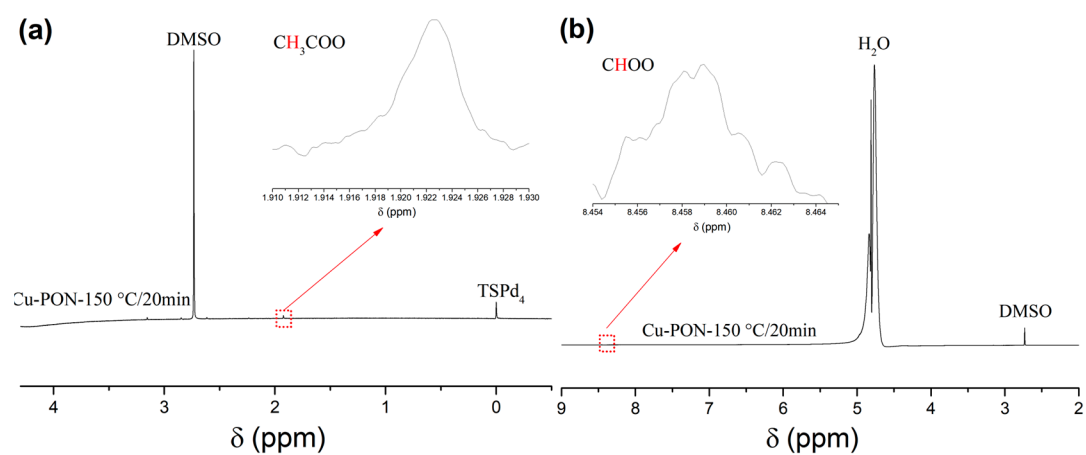 (a)
DMSO
CH₃COO
1.910 1.912 1.914 1.916 1.918 1.920 1.922 1.924 1.926 1.928 1.930
δ (ppm)
Cu-PON-150 °C/20min
TSPd₄
4 3 2 1 0
δ (ppm)
(b)
H₂O
CHOO
8.454 8.456 8.458 8.460 8.462 8.464
δ (ppm)
Cu-PON-150 °C/20min
DMSO
9 8 7 6 5 4 3 2
δ (ppm)